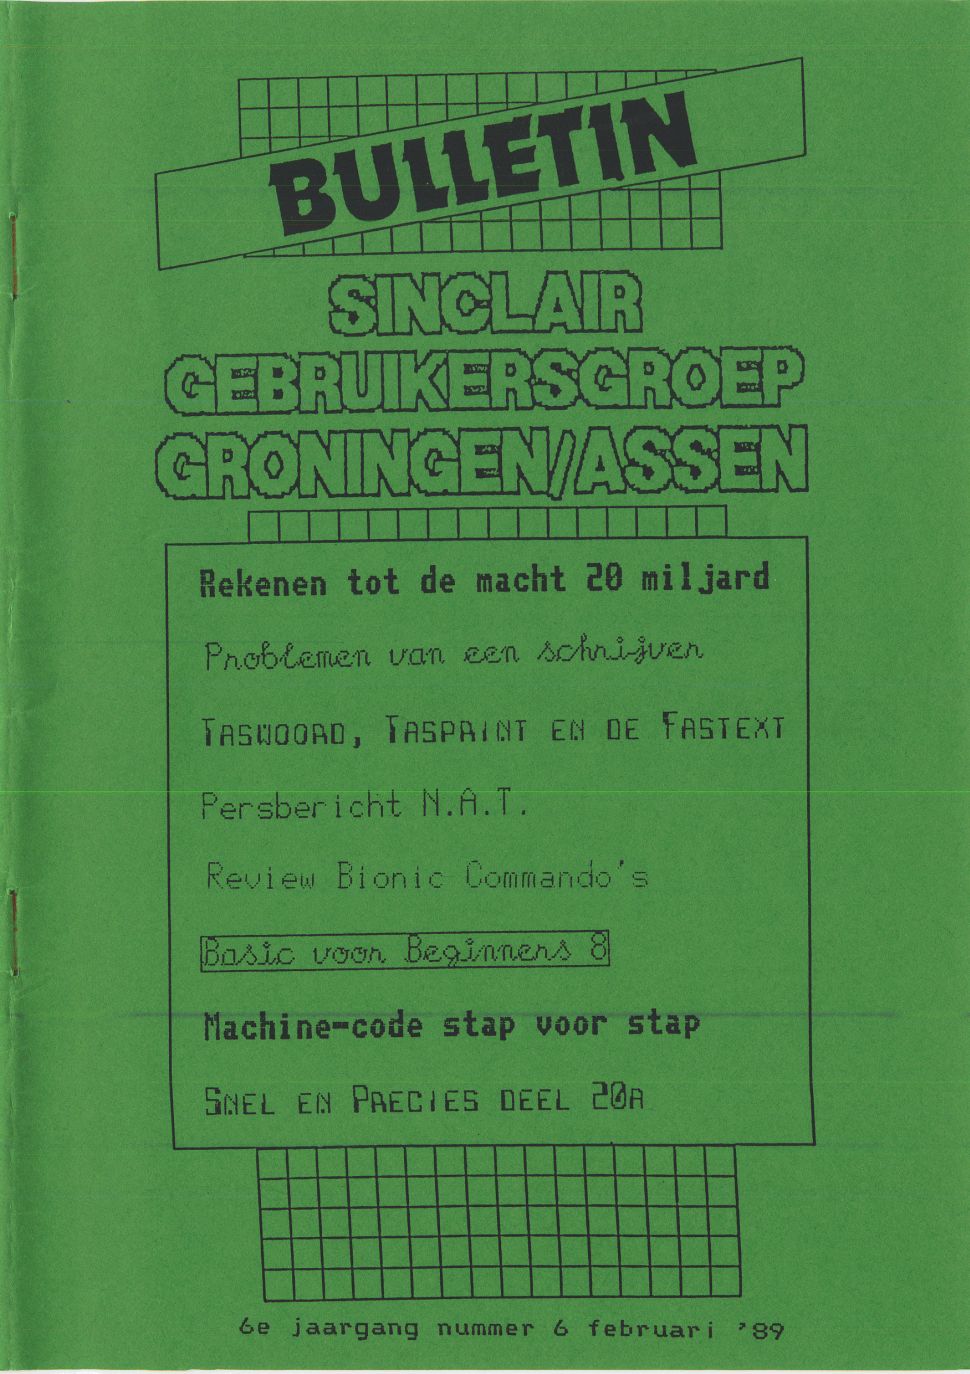 BULLETIN
SINCLAIR
GEBRUIKERSGROEP
GRONINGEN/ASSEN
Rekenen tot de macht 20 miljard
Problemen van een schrijver
TASWOORD, TASPRINT EN DE FASTEXT
Persbericht N.A.T.
Review Bionic Commando's
Basic voor Beginners 8
Machine-code stap voor stap
SNEL EN PRECIES DEEL 20A
6e jaargang nummer 6 februari '89